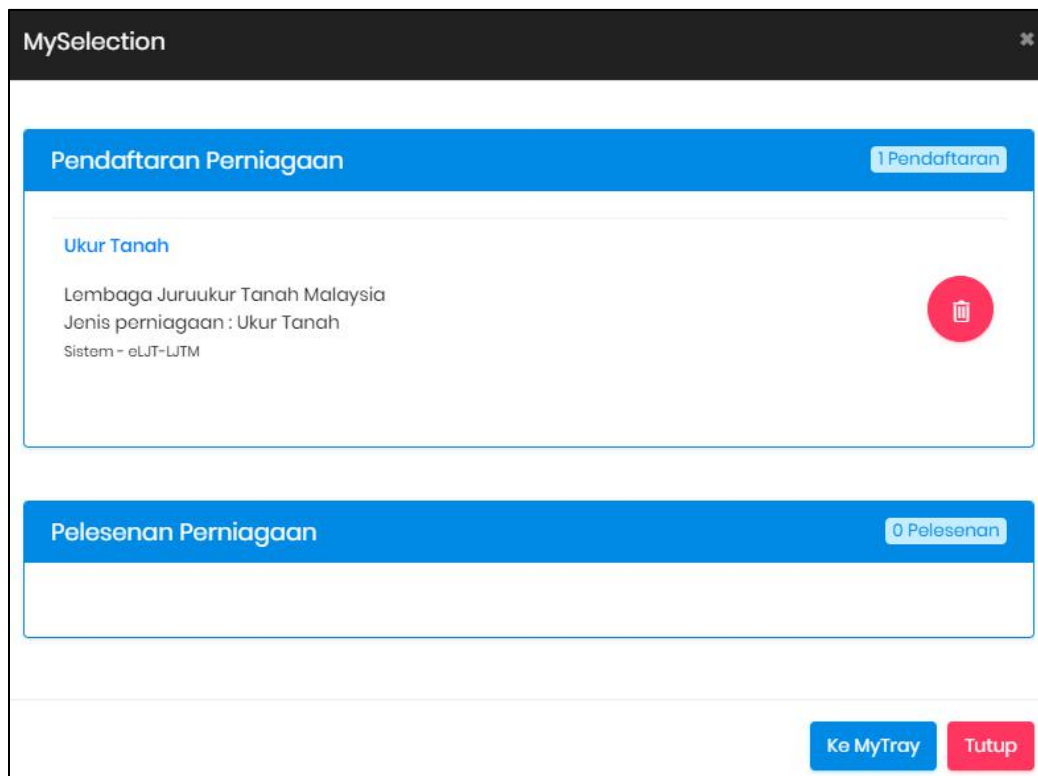 MySelection
Pendaftaran Perniagaan
1 Pendaftaran
Ukur Tanah
Lembaga Juruukur Tanah Malaysia
Jenis perniagaan : Ukur Tanah
Sistem - eLJT-LJTM
Pelesenan Perniagaan
0 Pelesenan
Ke MyTray
Tutup